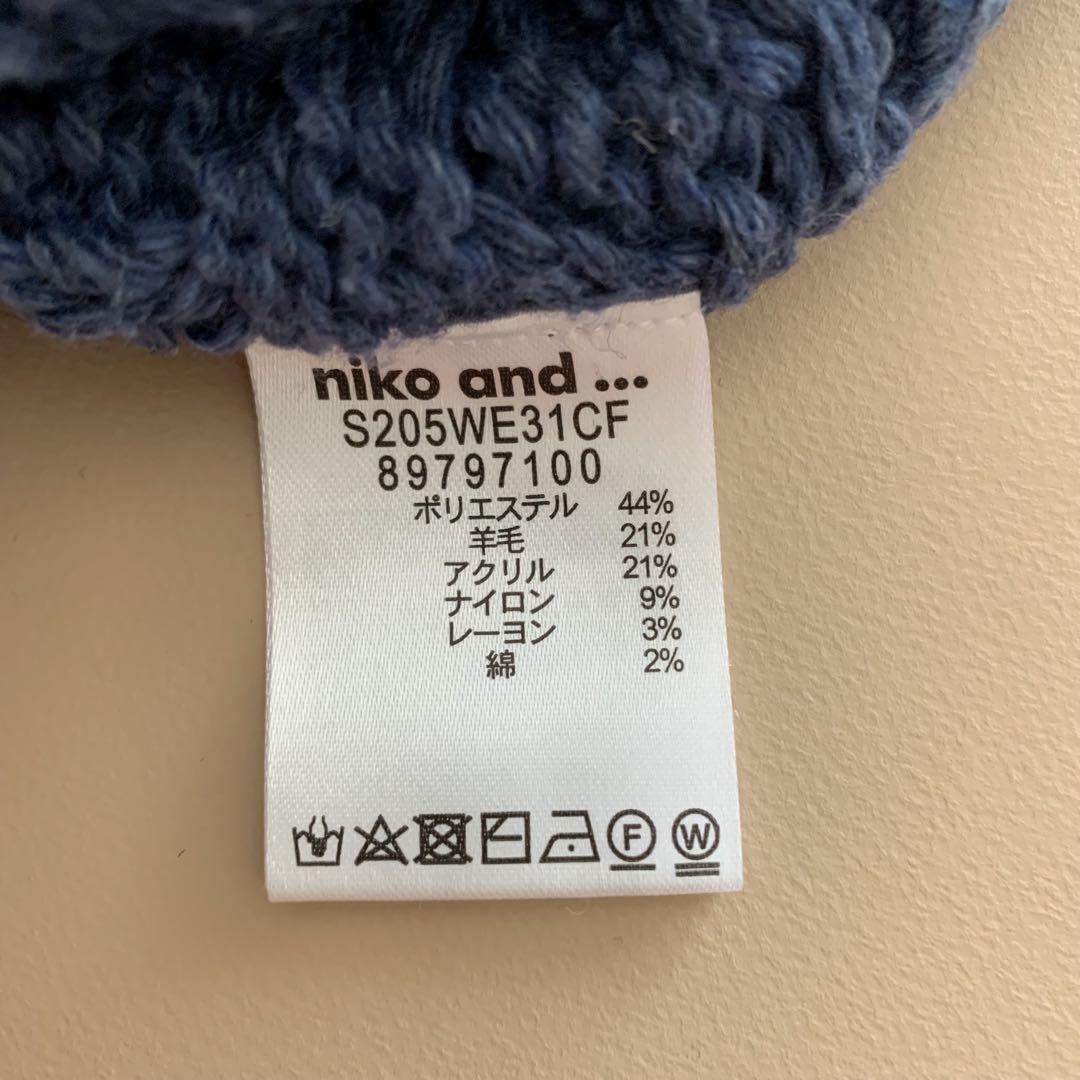 niko and ...
S205WE31CF
89797100
ポリエステル 44%
羊毛 21%
アクリル 21%
ナイロン 9%
レーヨン 3%
綿 2%
F W